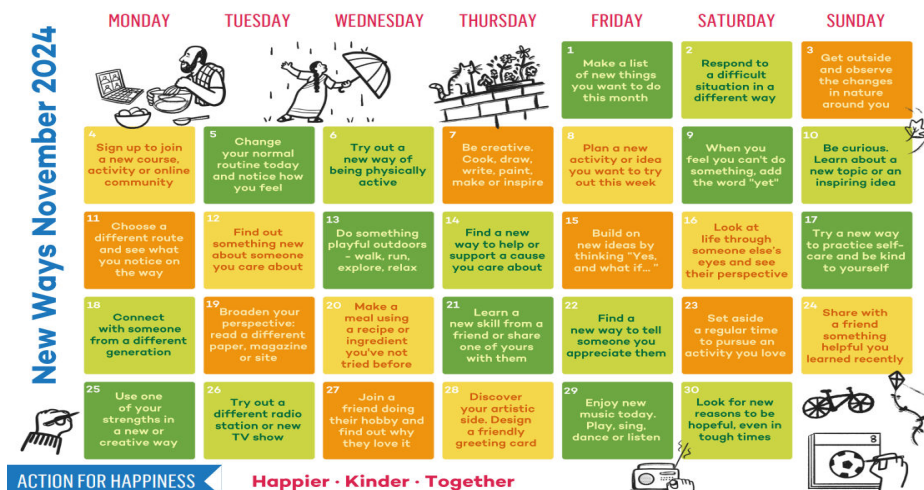 New Ways November 2024
MONDAY TUESDAY WEDNESDAY THURSDAY FRIDAY SATURDAY SUNDAY
1
Make a list
of new things
you want to do
this month
2
Respond to
a difficult
situation in a
different way
3
Get outside
and observe
the changes
in nature
around you
4
Sign up to join
a new course,
activity or online
community
5
Change
your normal
routine today
and notice how
you feel
6
Try out a
new way of
being physically
active
7
Be creative.
Cook, draw,
write, paint,
make or inspire
8
Plan a new
activity or idea
you want to try
out this week
9
When you
feel you can't do
something, add
the word "yet"
10
Be curious.
Learn about a
new topic or an
inspiring idea
11
Choose a
different route
and see what
you notice on
the way
12
Find out
something new
about someone
you care about
13
Do something
playful outdoors
- walk, run,
explore, relax
14
Find a new
way to help or
support a cause
you care about
15
Build on
new ideas by
thinking "Yes,
and what if... "
16
Look at
life through
someone else's
eyes and see
their perspective
17
Try a new way
to practice self-
care and be kind
to yourself
18
Connect
with someone
from a different
generation
19
Broaden your
perspective:
read a different
paper, magazine
or site
20
Make a
meal using
a recipe or
ingredient
you've not
tried before
21
Learn a
new skill from a
friend or share
one of yours
with them
22
Find a
new way to tell
someone you
appreciate them
23
Set aside
a regular time
to pursue an
activity you love
24
Share with
a friend
something
helpful you
learned recently
25
Use one
of your
strengths in
a new or
creative way
26
Try out a
different radio
station or new
TV show
27
Join a
friend doing
their hobby and
find out why
they love it
28
Discover
your artistic
side. Design
a friendly
greeting card
29
Enjoy new
music today.
Play, sing,
dance or listen
30
Look for new
reasons to be
hopeful, even in
tough times
8
ACTION FOR HAPPINESS
Happier · Kinder · Together